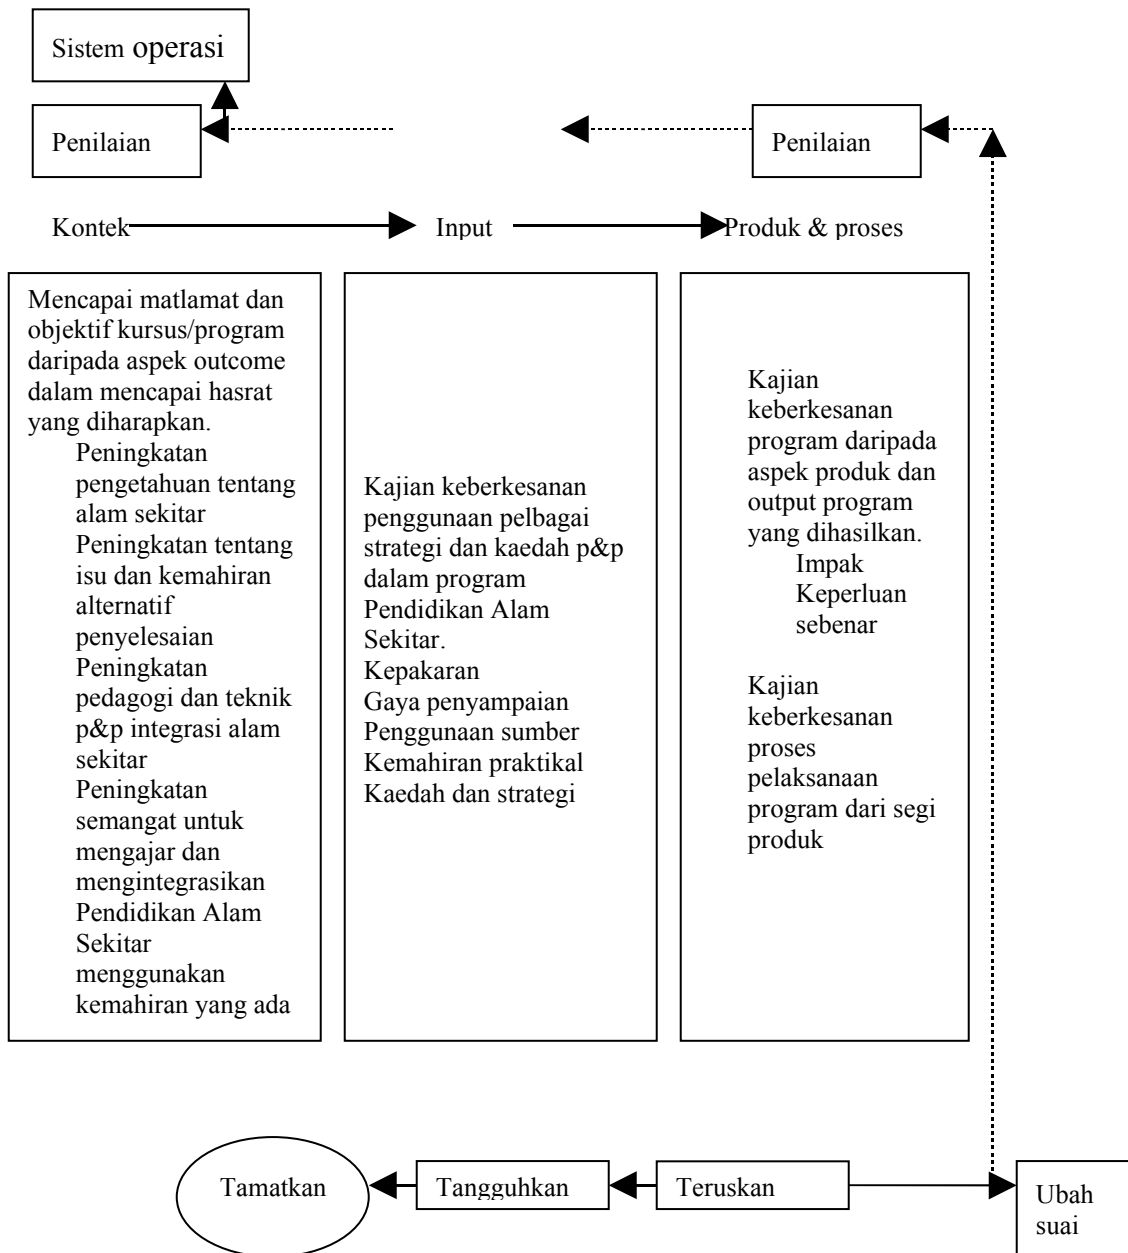 Sistem operasi
Penilaian
Penilaian
Kontek
Input
Produk & proses
Mencapai matlamat dan
objektif kursus/program
daripada aspek outcome
dalam mencapai hasrat
yang diharapkan.
Peningkatan
pengetahuan tentang
alam sekitar
Peningkatan tentang
isu dan kemahiran
alternatif
penyelesaian
Peningkatan
pedagogi dan teknik
p&p integrasi alam
sekitar
Peningkatan
semangat untuk
mengajar dan
mengintegrasikan
Pendidikan Alam
Sekitar
menggunakan
kemahiran yang ada
Kajian keberkesanan
penggunaan pelbagai
strategi dan kaedah p&p
dalam program
Pendidikan Alam
Sekitar.
Kepakaran
Gaya penyampaian
Penggunaan sumber
Kemahiran praktikal
Kaedah dan strategi
Kajian
keberkesanan
program daripada
aspek produk dan
output program
yang dihasilkan.
Impak
Keperluan
sebenar
Kajian
keberkesanan
proses
pelaksanaan
program dari segi
produk
Tamatkan
Tangguhkan
Teruskan
Ubah
suai